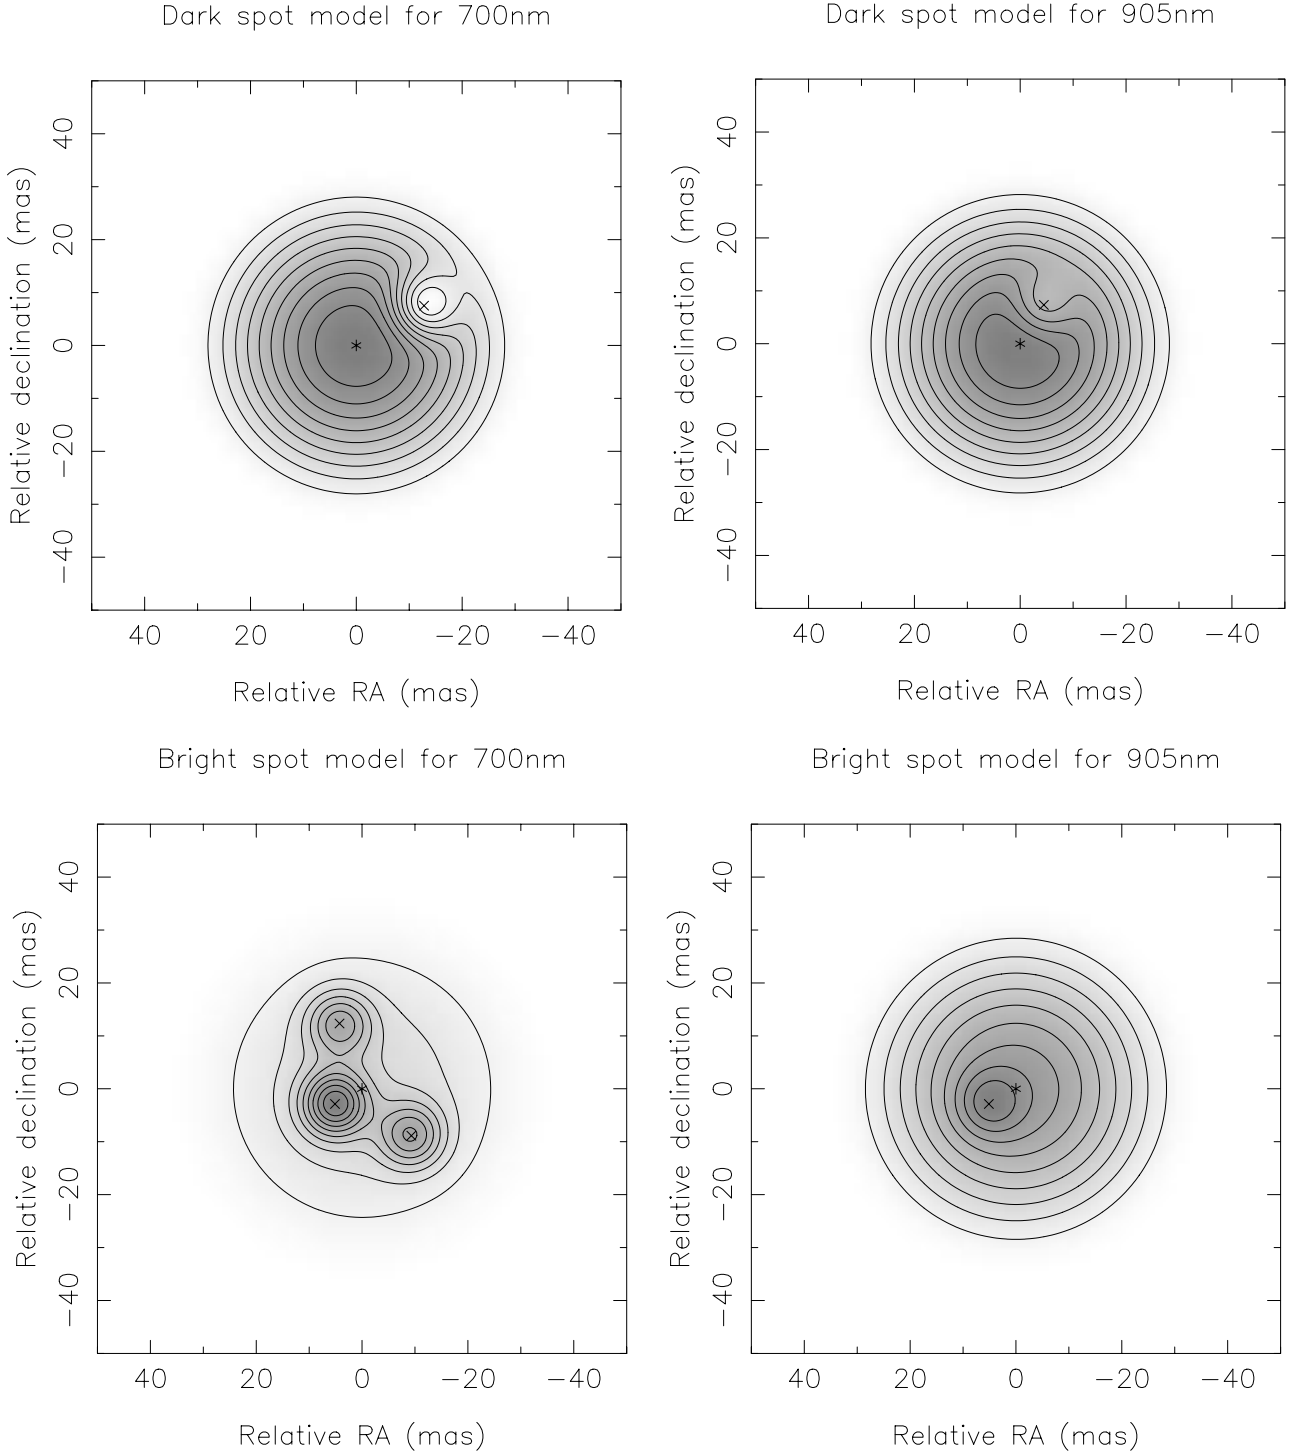 Dark spot model for 700nm
Dark spot model for 905nm
Relative declination (mas)
40
20
0
−20
−40
40 20 0 −20 −40
Relative RA (mas)
Relative declination (mas)
40
20
0
−20
−40
40 20 0 −20 −40
Relative RA (mas)
Bright spot model for 700nm
Bright spot model for 905nm
Relative declination (mas)
40
20
0
−20
−40
40 20 0 −20 −40
Relative RA (mas)
Relative declination (mas)
40
20
0
−20
−40
40 20 0 −20 −40
Relative RA (mas)